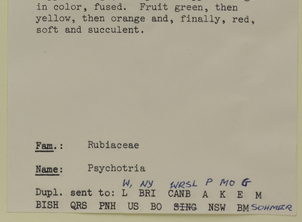 in color, fused. Fruit green, then
yellow, then orange and, finally, red,
soft and succulent.
Fam.: Rubiaceae
Name: Psychotria
W, NY WRSL P MO G
Dupl. sent to: L BRI CANB A K E M
BISH QRS PNH US BO SING NSW BM SOHMER